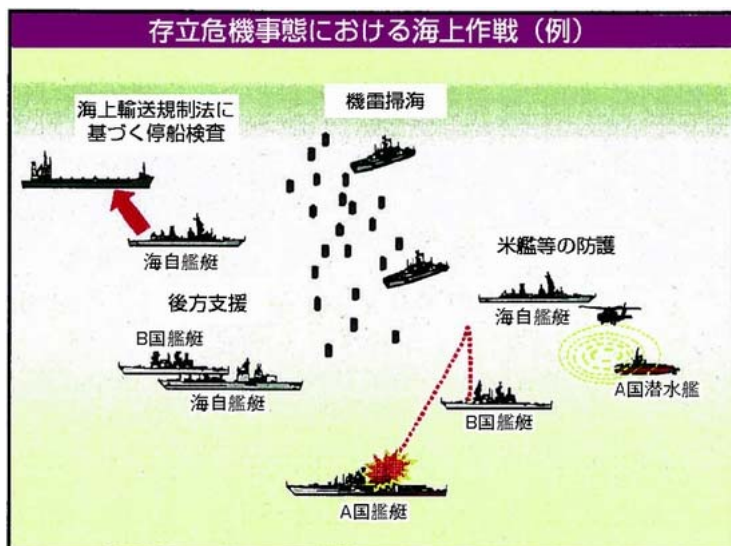 存立危機事態における海上作戦（例）
機雷掃海
海上輸送規制法に
基づく停船検査
海自艦艇
米艦等の防護
海自艦艇
後方支援
B国艦艇
海自艦艇
A国潜水艦
B国艦艇
A国艦艇